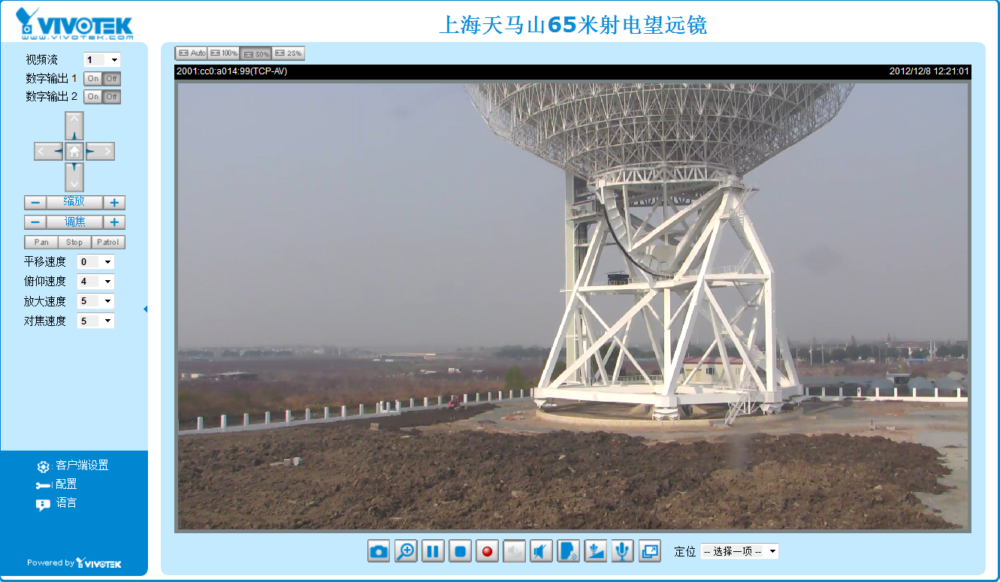 VIVOTEK
www.vivotek.com
上海天马山65米射电望远镜
视频流 1
数字输出 1 On Off
数字输出 2 On Off
缩放
调焦
Pan Stop Patrol
平移速度 0
俯仰速度 4
放大速度 5
对焦速度 5
客户端设置
配置
语言
Powered by VIVOTEK
Auto 100% 50% 25%
2001:cc0:a014:99(TCP-AV) 2012/12/8 12:21:01
定位 -- 选择一项 --